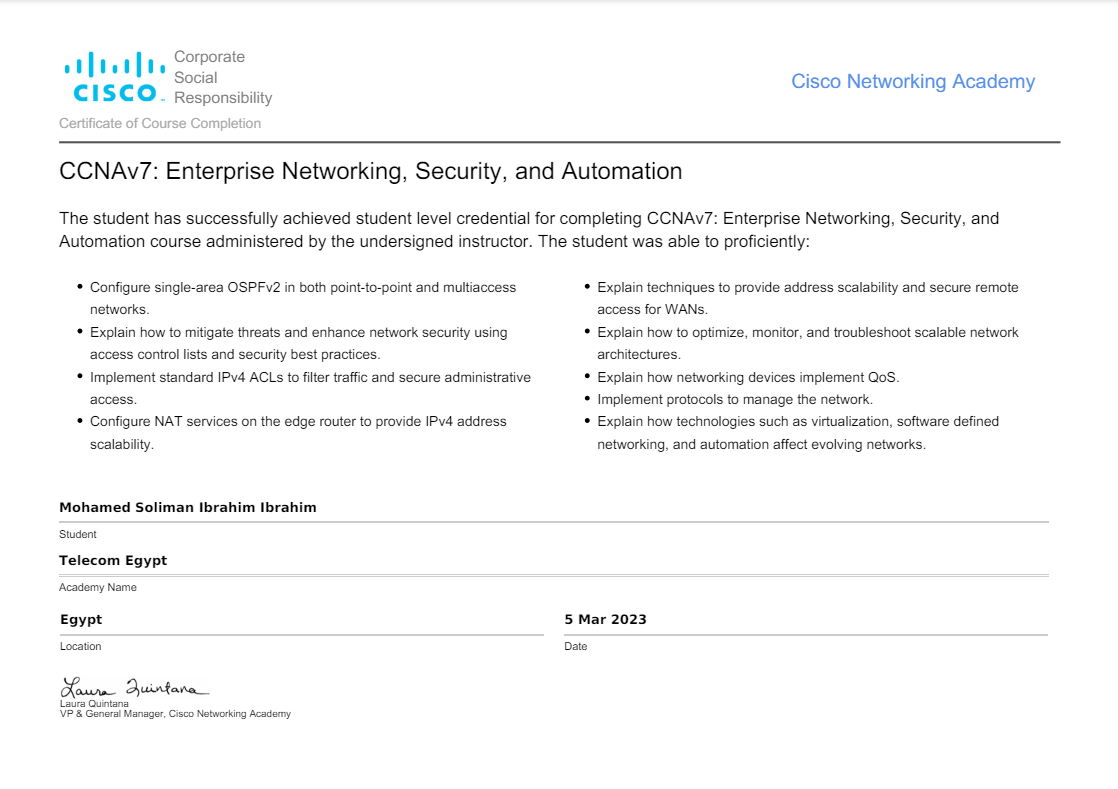 Corporate
Social
Responsibility
CISCO
Certificate of Course Completion
Cisco Networking Academy
CCNAv7: Enterprise Networking, Security, and Automation
The student has successfully achieved student level credential for completing CCNAv7: Enterprise Networking, Security, and
Automation course administered by the undersigned instructor. The student was able to proficiently:
• Configure single-area OSPFv2 in both point-to-point and multiaccess
networks.
• Explain how to mitigate threats and enhance network security using
access control lists and security best practices.
• Implement standard IPv4 ACLs to filter traffic and secure administrative
access.
• Configure NAT services on the edge router to provide IPv4 address
scalability.
• Explain techniques to provide address scalability and secure remote
access for WANs.
• Explain how to optimize, monitor, and troubleshoot scalable network
architectures.
• Explain how networking devices implement QoS.
• Implement protocols to manage the network.
• Explain how technologies such as virtualization, software defined
networking, and automation affect evolving networks.
Mohamed Soliman Ibrahim Ibrahim
Student
Telecom Egypt
Academy Name
Egypt
Location
5 Mar 2023
Date
Laura Quintana
Laura Quintana
VP & General Manager, Cisco Networking Academy